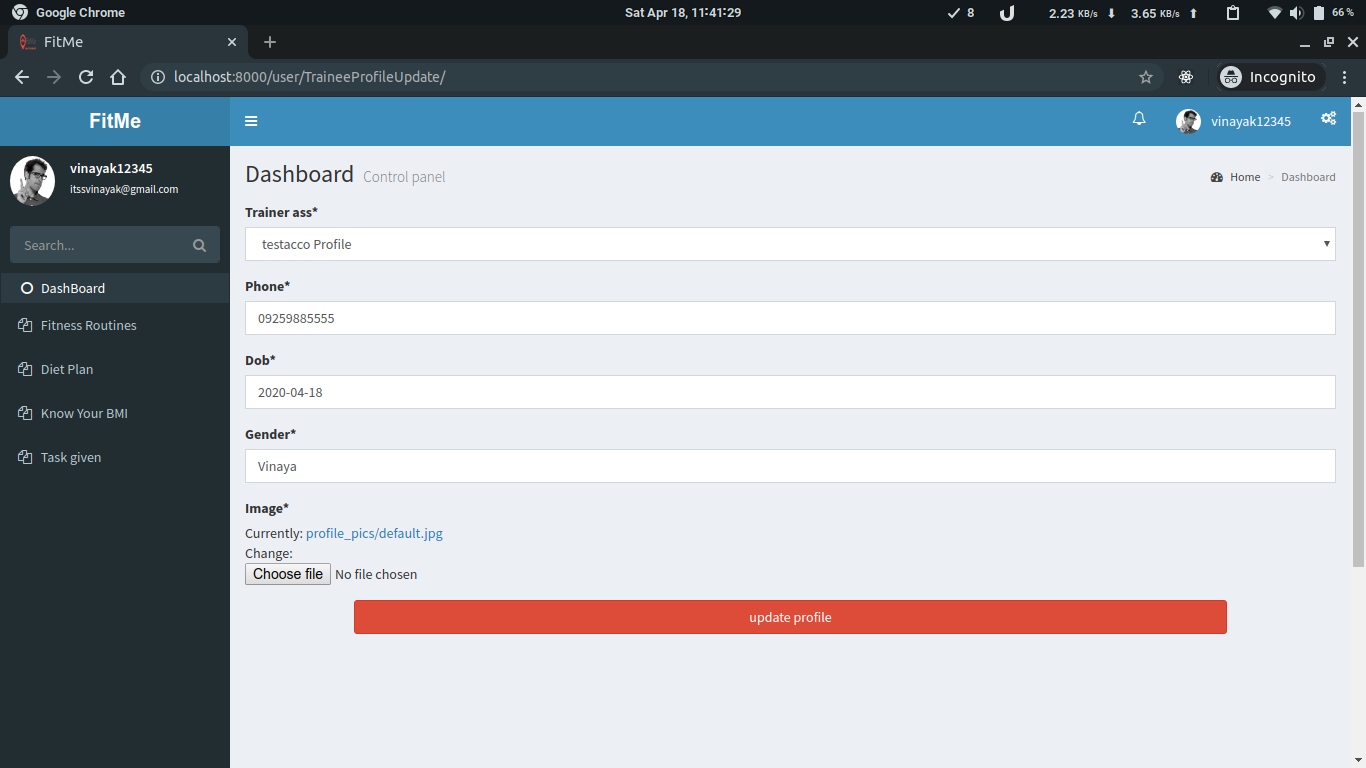 Google Chrome
Sat Apr 18, 11:41:29
8
2.23 KB/s
3.65 KB/s
66 %
FitMe
localhost:8000/user/TraineeProfileUpdate/
Incognito
FitMe
vinayak12345
vinayak12345
itssvinayak@gmail.com
Search...
DashBoard
Fitness Routines
Diet Plan
Know Your BMI
Task given
Dashboard Control panel
Home > Dashboard
Trainer ass*
testacco Profile
Phone*
09259885555
Dob*
2020-04-18
Gender*
Vinaya
Image*
Currently: profile_pics/default.jpg
Change:
Choose file No file chosen
update profile